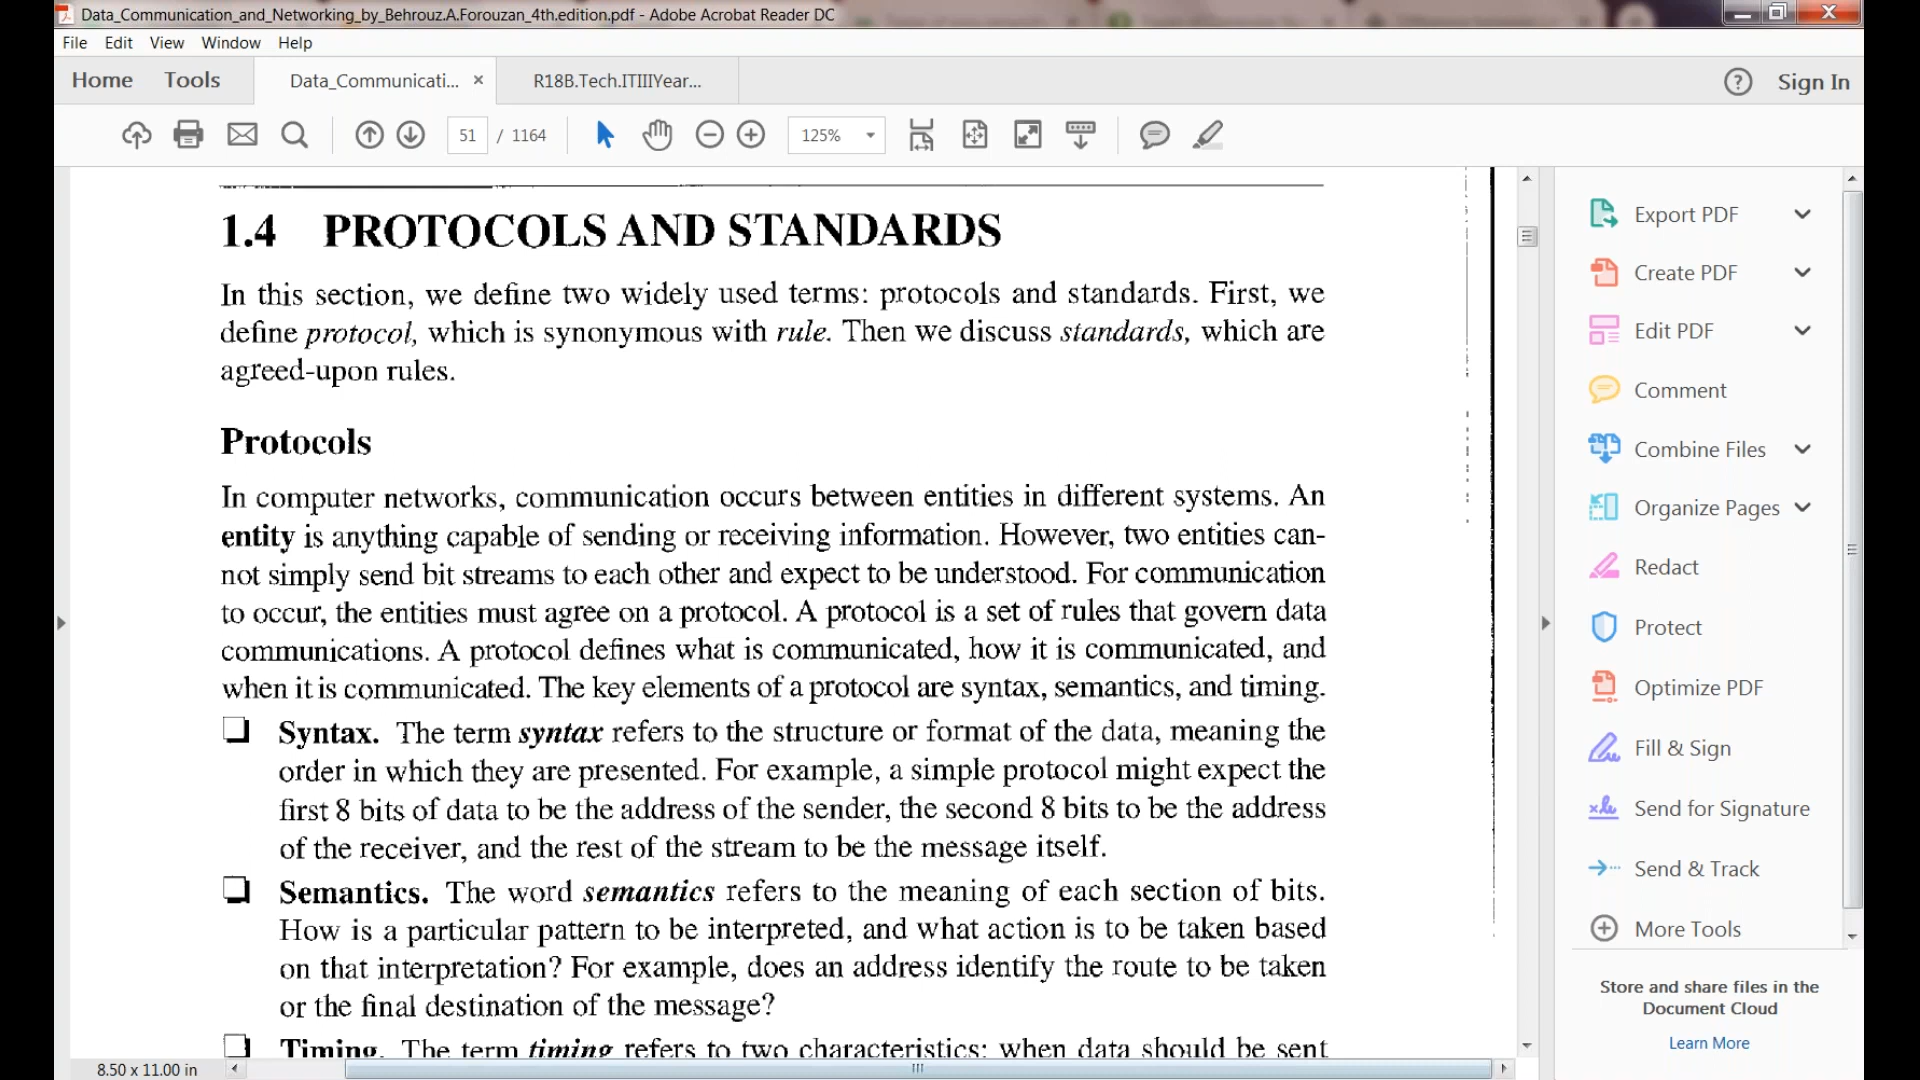 Data_Communication_and_Networking_by_Behrouz.A.Forouzan_4th.edition.pdf - Adobe Acrobat Reader DC
File Edit View Window Help
Home Tools Data_Communicati... × R18B.Tech.ITIIIYear... ? Sign In
51 / 1164 125%
1.4 PROTOCOLS AND STANDARDS
In this section, we define two widely used terms: protocols and standards. First, we
define protocol, which is synonymous with rule. Then we discuss standards, which are
agreed-upon rules.
Protocols
In computer networks, communication occurs between entities in different systems. An
entity is anything capable of sending or receiving information. However, two entities can-
not simply send bit streams to each other and expect to be understood. For communication
to occur, the entities must agree on a protocol. A protocol is a set of rules that govern data
communications. A protocol defines what is communicated, how it is communicated, and
when it is communicated. The key elements of a protocol are syntax, semantics, and timing.
Syntax. The term syntax refers to the structure or format of the data, meaning the
order in which they are presented. For example, a simple protocol might expect the
first 8 bits of data to be the address of the sender, the second 8 bits to be the address
of the receiver, and the rest of the stream to be the message itself.
Semantics. The word semantics refers to the meaning of each section of bits.
How is a particular pattern to be interpreted, and what action is to be taken based
on that interpretation? For example, does an address identify the route to be taken
or the final destination of the message?
Timing. The term timing refers to two characteristics: when data should be sent
8.50 x 11.00 in
Export PDF
Create PDF
Edit PDF
Comment
Combine Files
Organize Pages
Redact
Protect
Optimize PDF
Fill & Sign
Send for Signature
Send & Track
More Tools
Store and share files in the
Document Cloud
Learn More